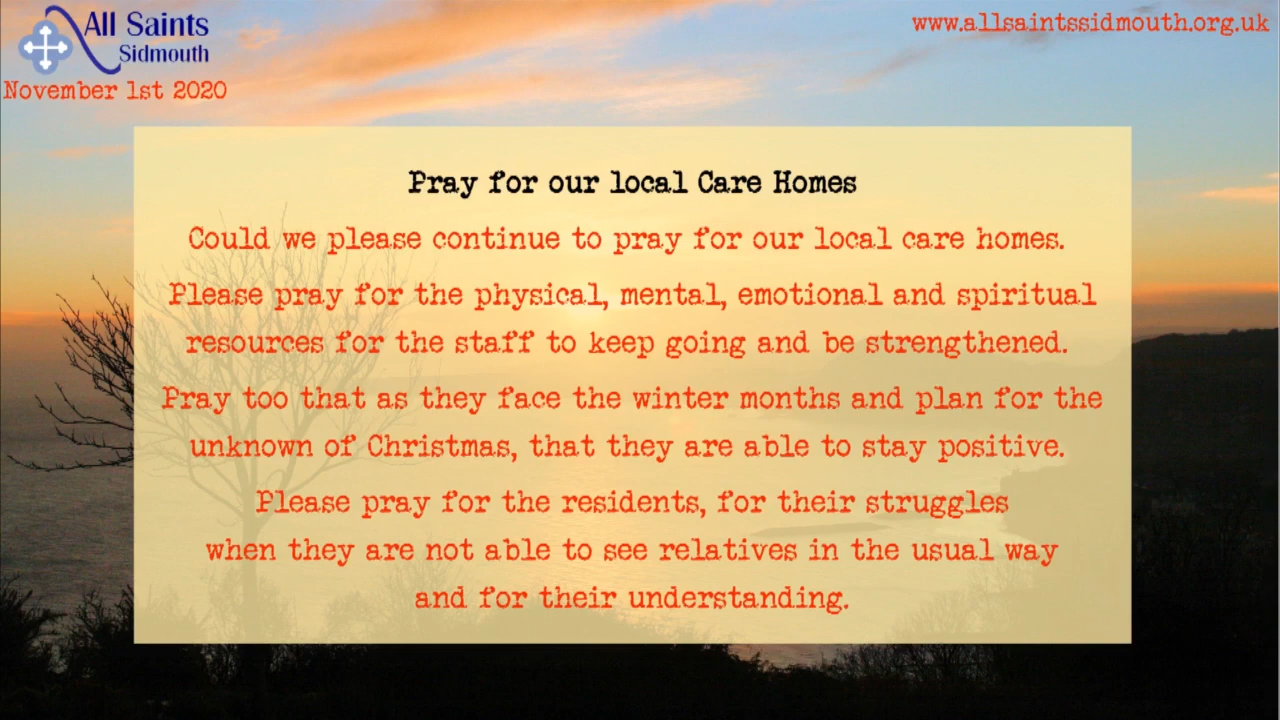 All Saints
Sidmouth
November 1st 2020
www.allsaintssidmouth.org.uk
Pray for our local Care Homes
Could we please continue to pray for our local care homes.
Please pray for the physical, mental, emotional and spiritual
resources for the staff to keep going and be strengthened.
Pray too that as they face the winter months and plan for the
unknown of Christmas, that they are able to stay positive.
Please pray for the residents, for their struggles
when they are not able to see relatives in the usual way
and for their understanding.